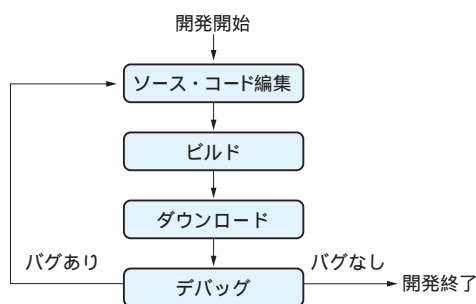 開発開始
ソース・コード編集
ビルド
ダウンロード
バグあり
バグなし
デバッグ
開発終了